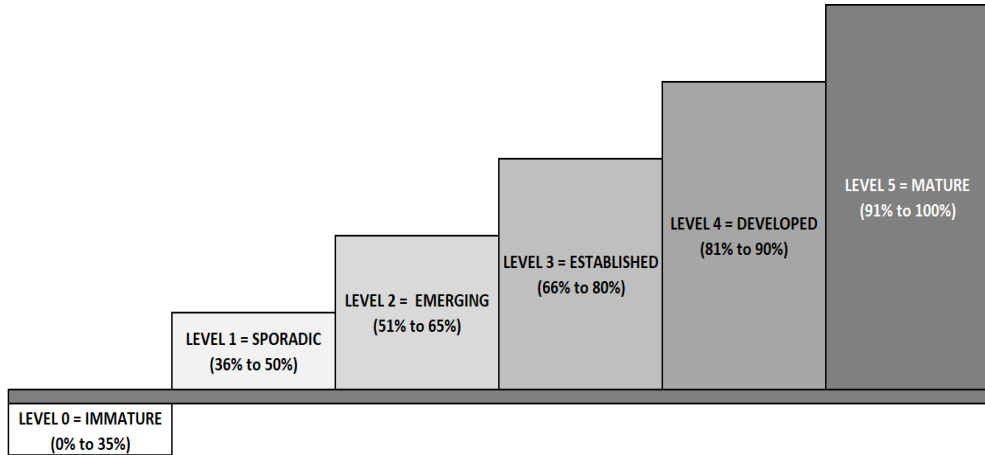 LEVEL 0 = IMMATURE
(0% to 35%)
LEVEL 1 = SPORADIC
(36% to 50%)
LEVEL 2 = EMERGING
(51% to 65%)
LEVEL 3 = ESTABLISHED
(66% to 80%)
LEVEL 4 = DEVELOPED
(81% to 90%)
LEVEL 5 = MATURE
(91% to 100%)